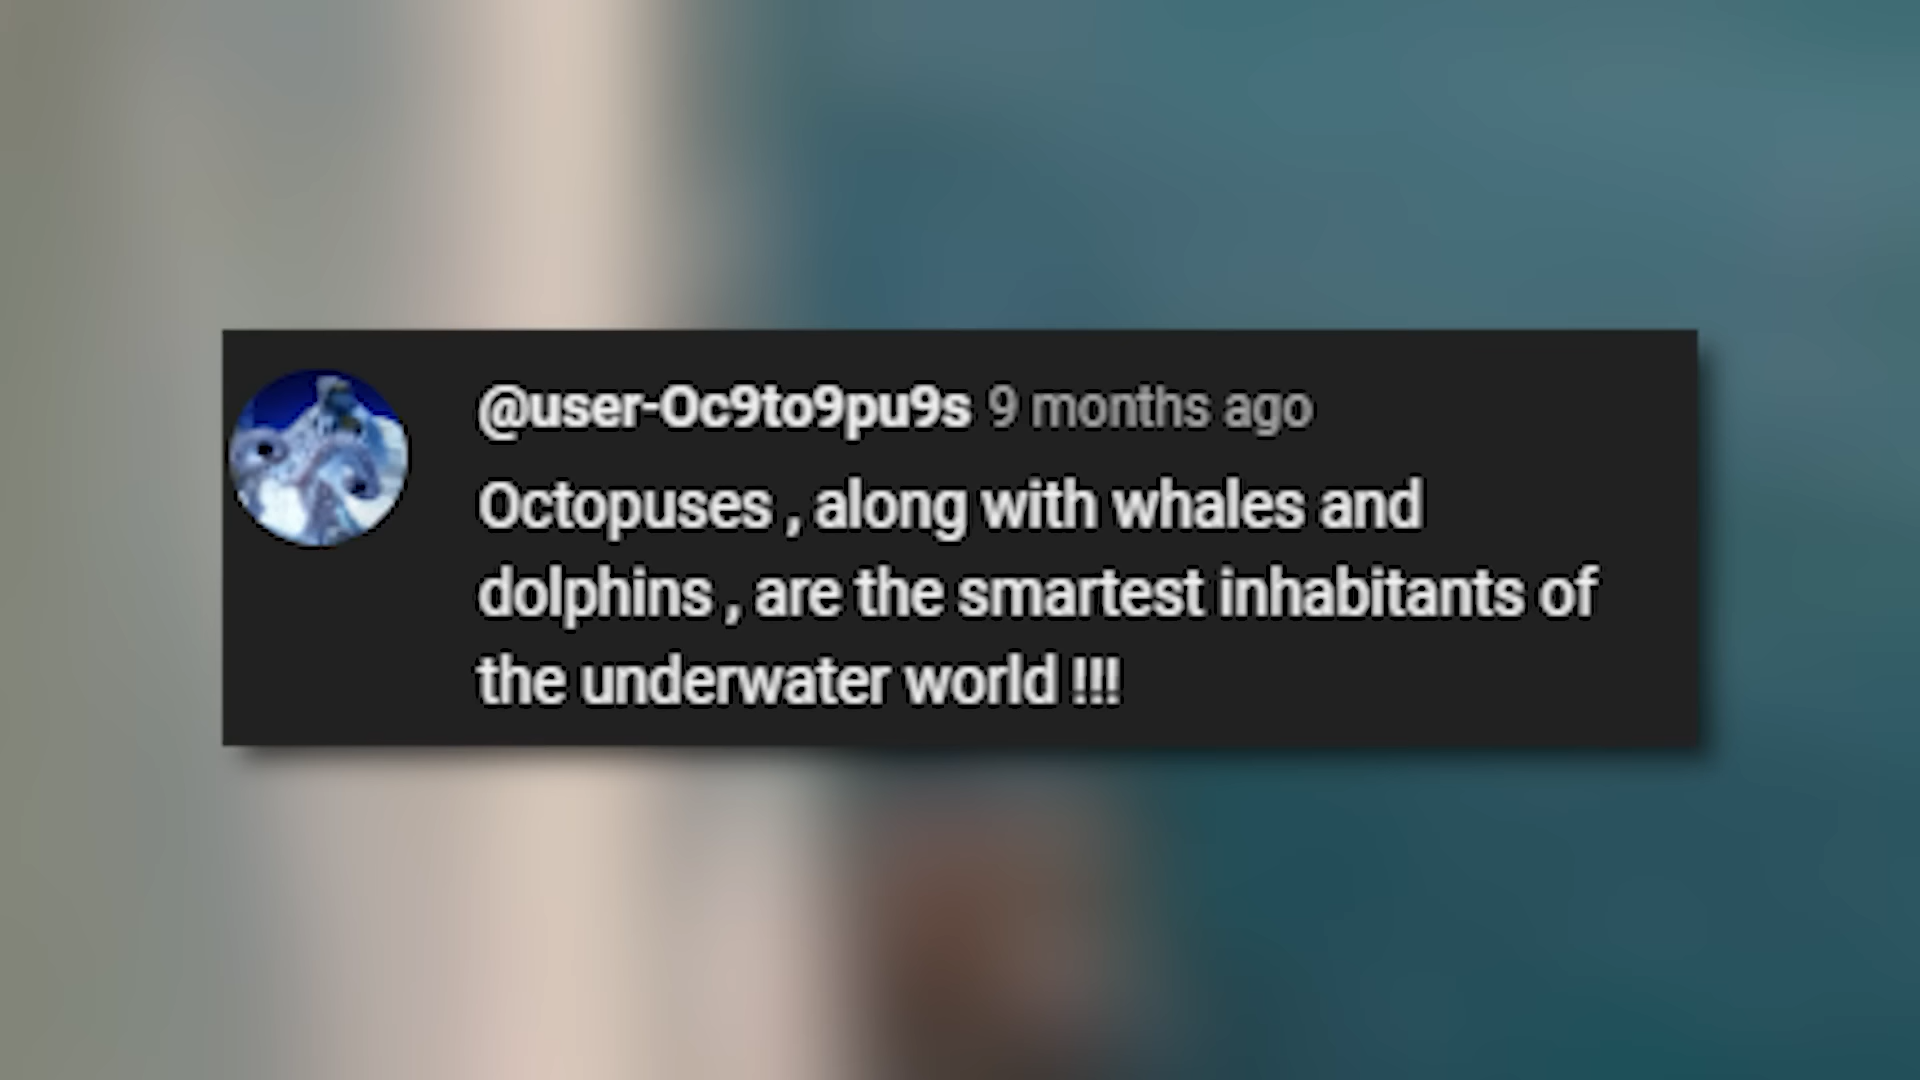 @user-Oc9to9pu9s 9 months ago
Octopuses , along with whales and
dolphins , are the smartest inhabitants of
the underwater world !!!